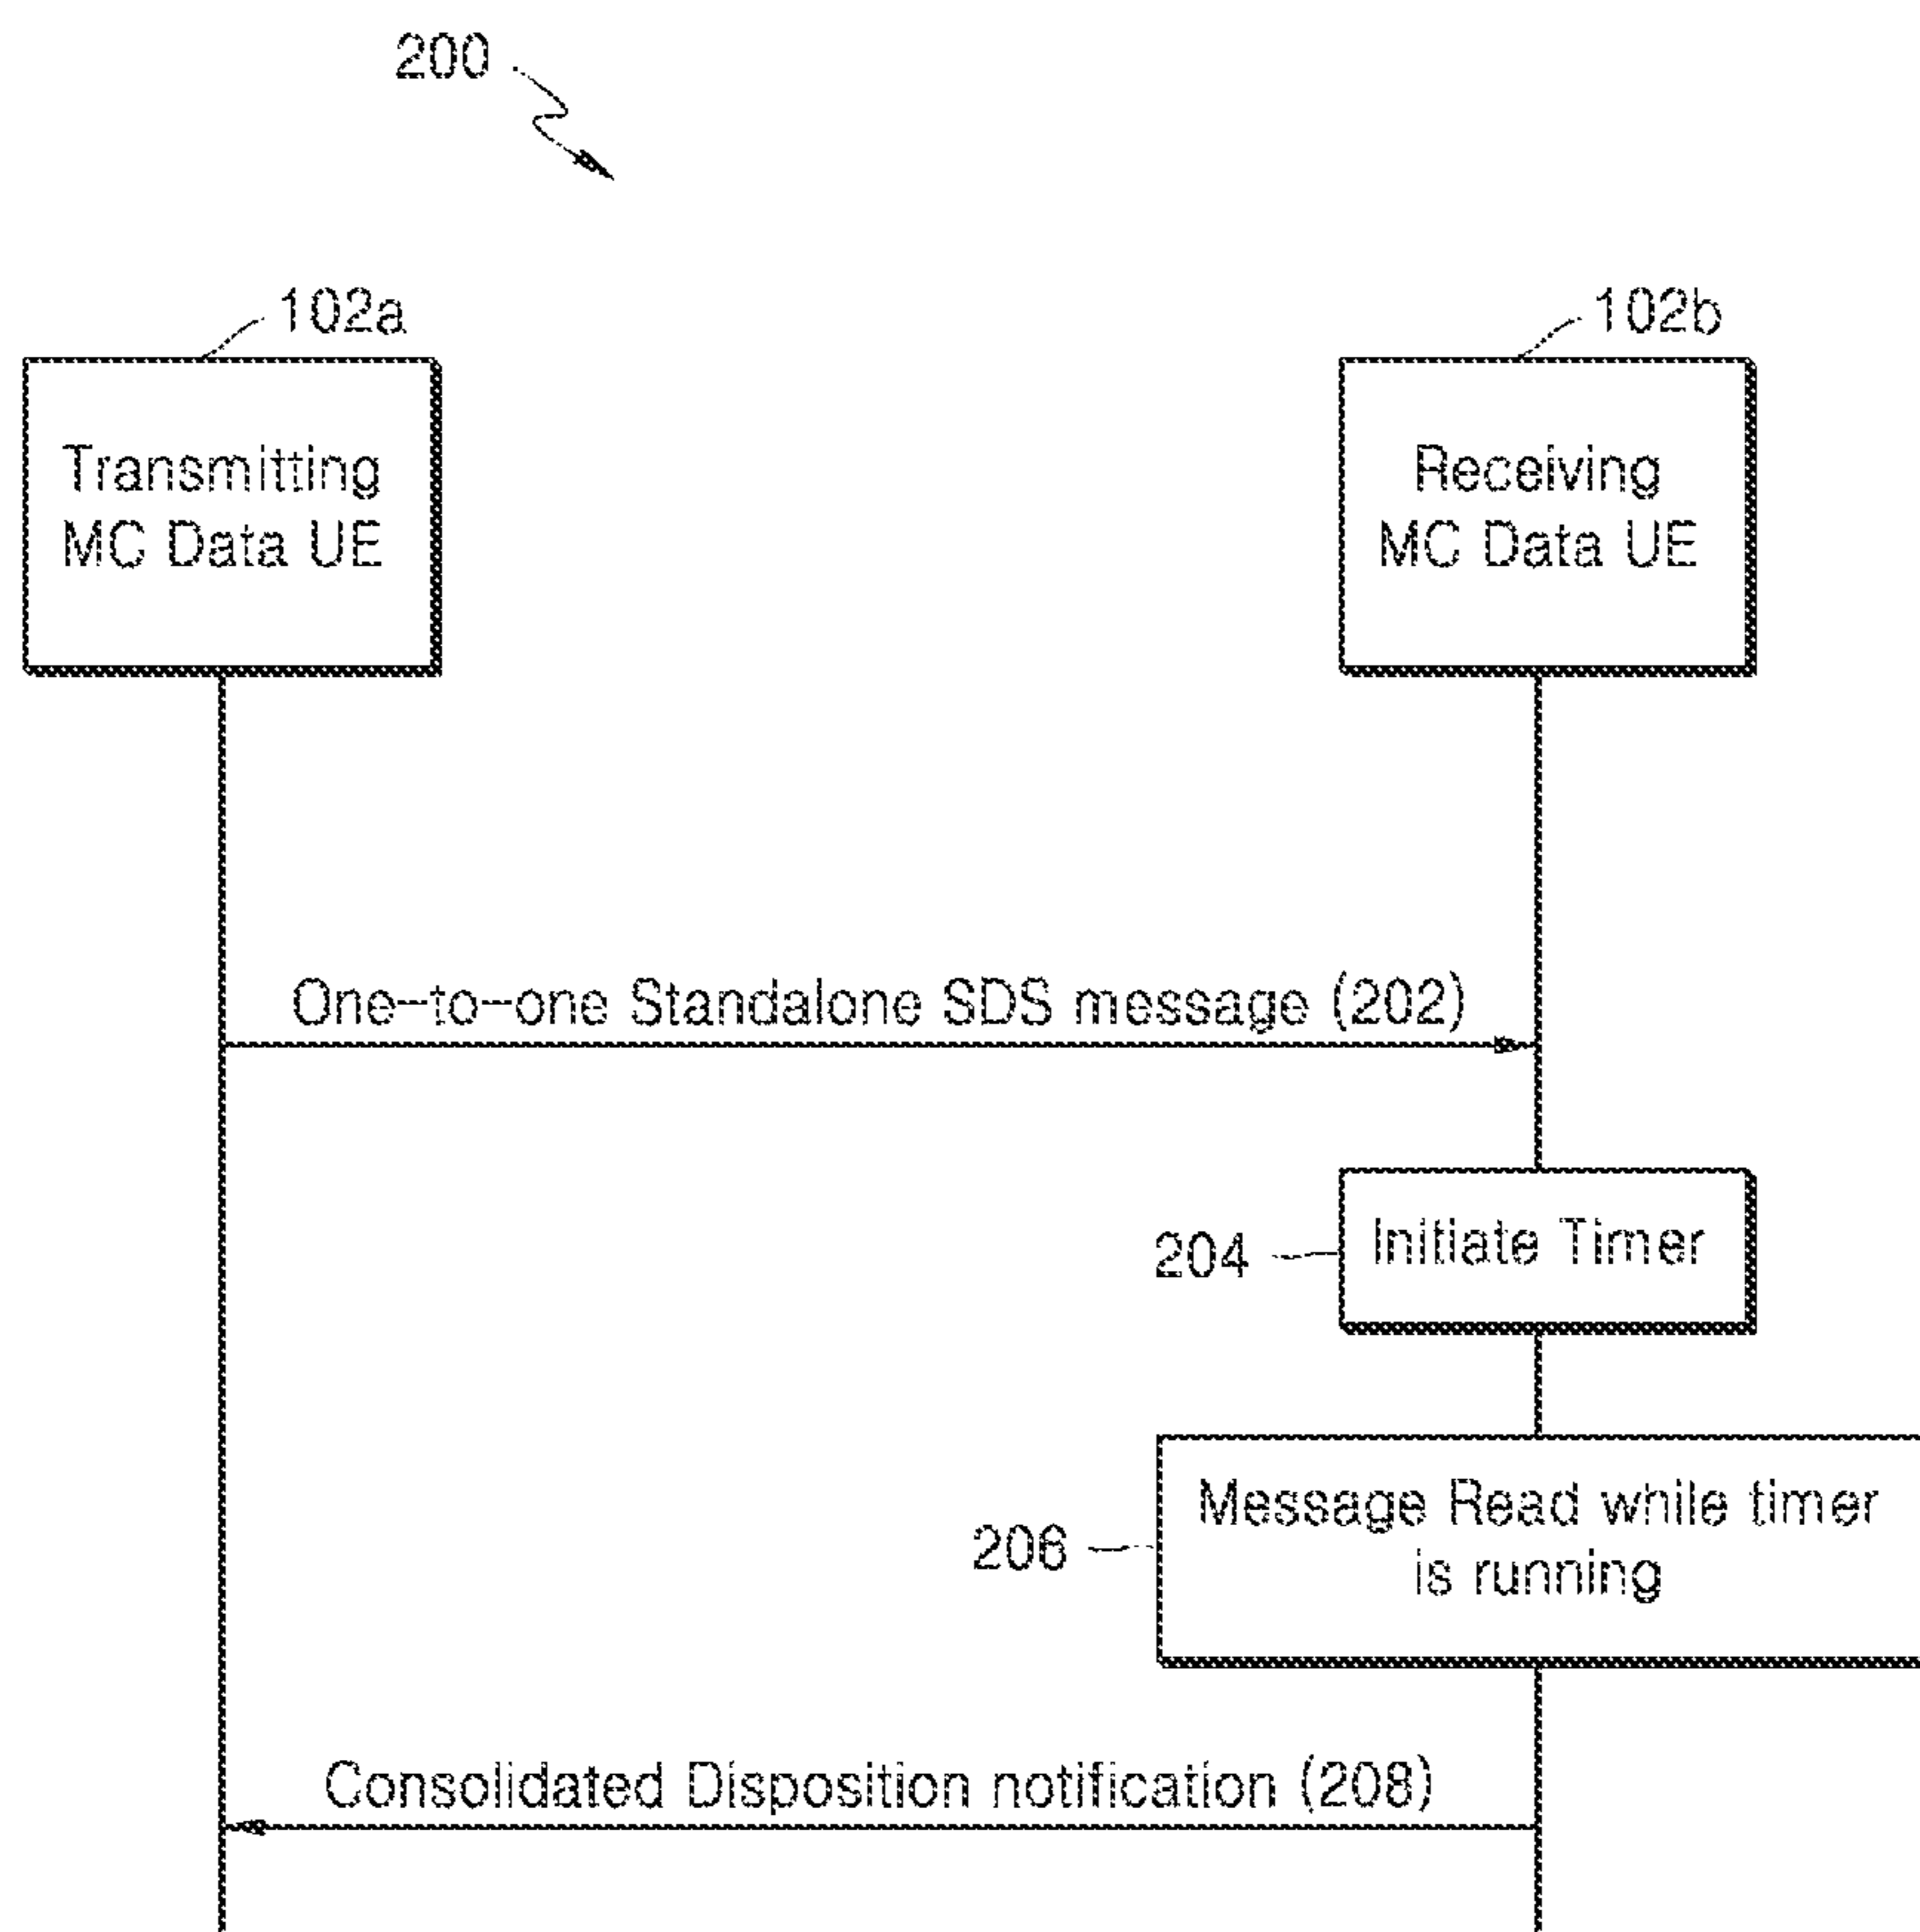 200
102a
102b
Transmitting
MC Data UE
Receiving
MC Data UE
One-to-one Standalone SDS message (202)
204
Initiate Timer
206
Message Read while timer
is running
Consolidated Disposition notification (208)